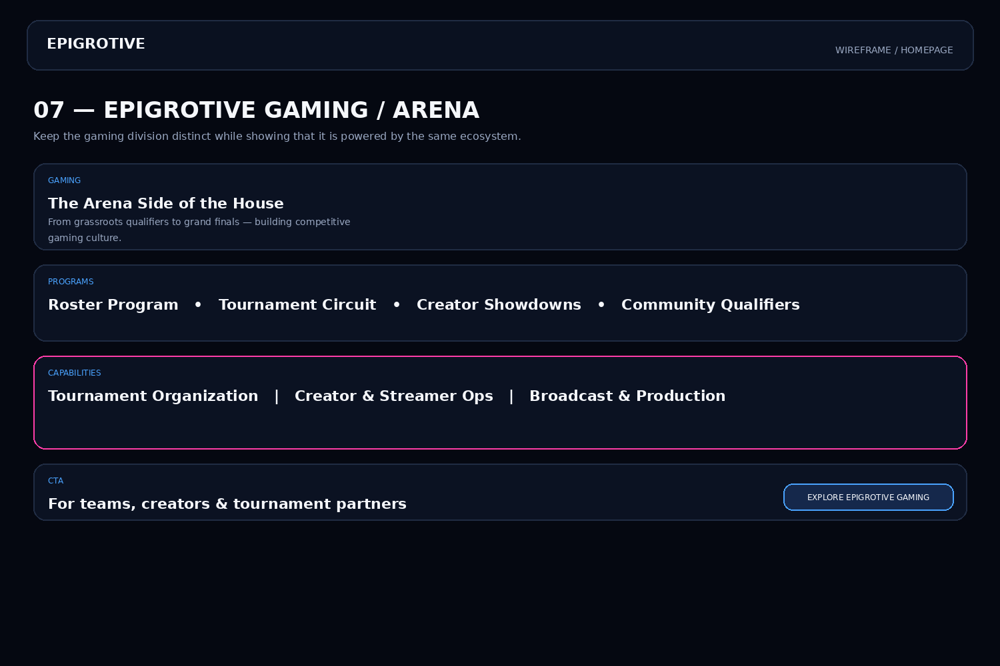 EPIGROTIVE
WIREFRAME / HOMEPAGE
07 — EPIGROTIVE GAMING / ARENA
Keep the gaming division distinct while showing that it is powered by the same ecosystem.
GAMING
The Arena Side of the House
From grassroots qualifiers to grand finals — building competitive
gaming culture.
PROGRAMS
Roster Program • Tournament Circuit • Creator Showdowns • Community Qualifiers
CAPABILITIES
Tournament Organization | Creator & Streamer Ops | Broadcast & Production
CTA
For teams, creators & tournament partners
EXPLORE EPIGROTIVE GAMING